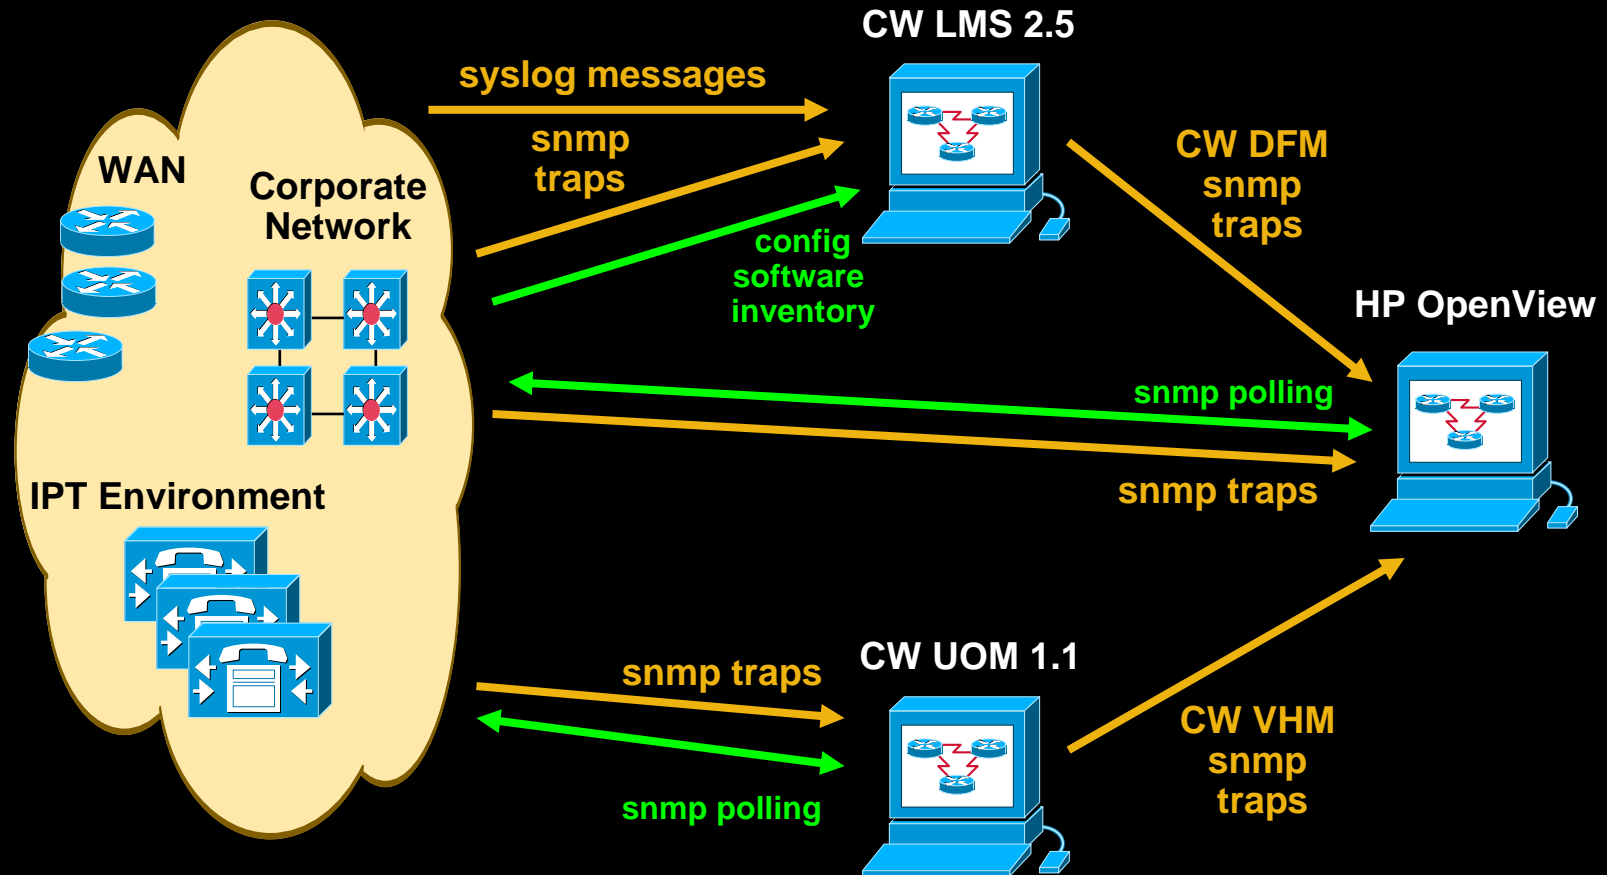 CW LMS 2.5
syslog messages
snmp
traps
WAN
Corporate
Network
CW DFM
snmp
traps
config
software
inventory
HP OpenView
snmp polling
snmp traps
IPT Environment
CW UOM 1.1
snmp traps
snmp polling
CW VHM
snmp
traps